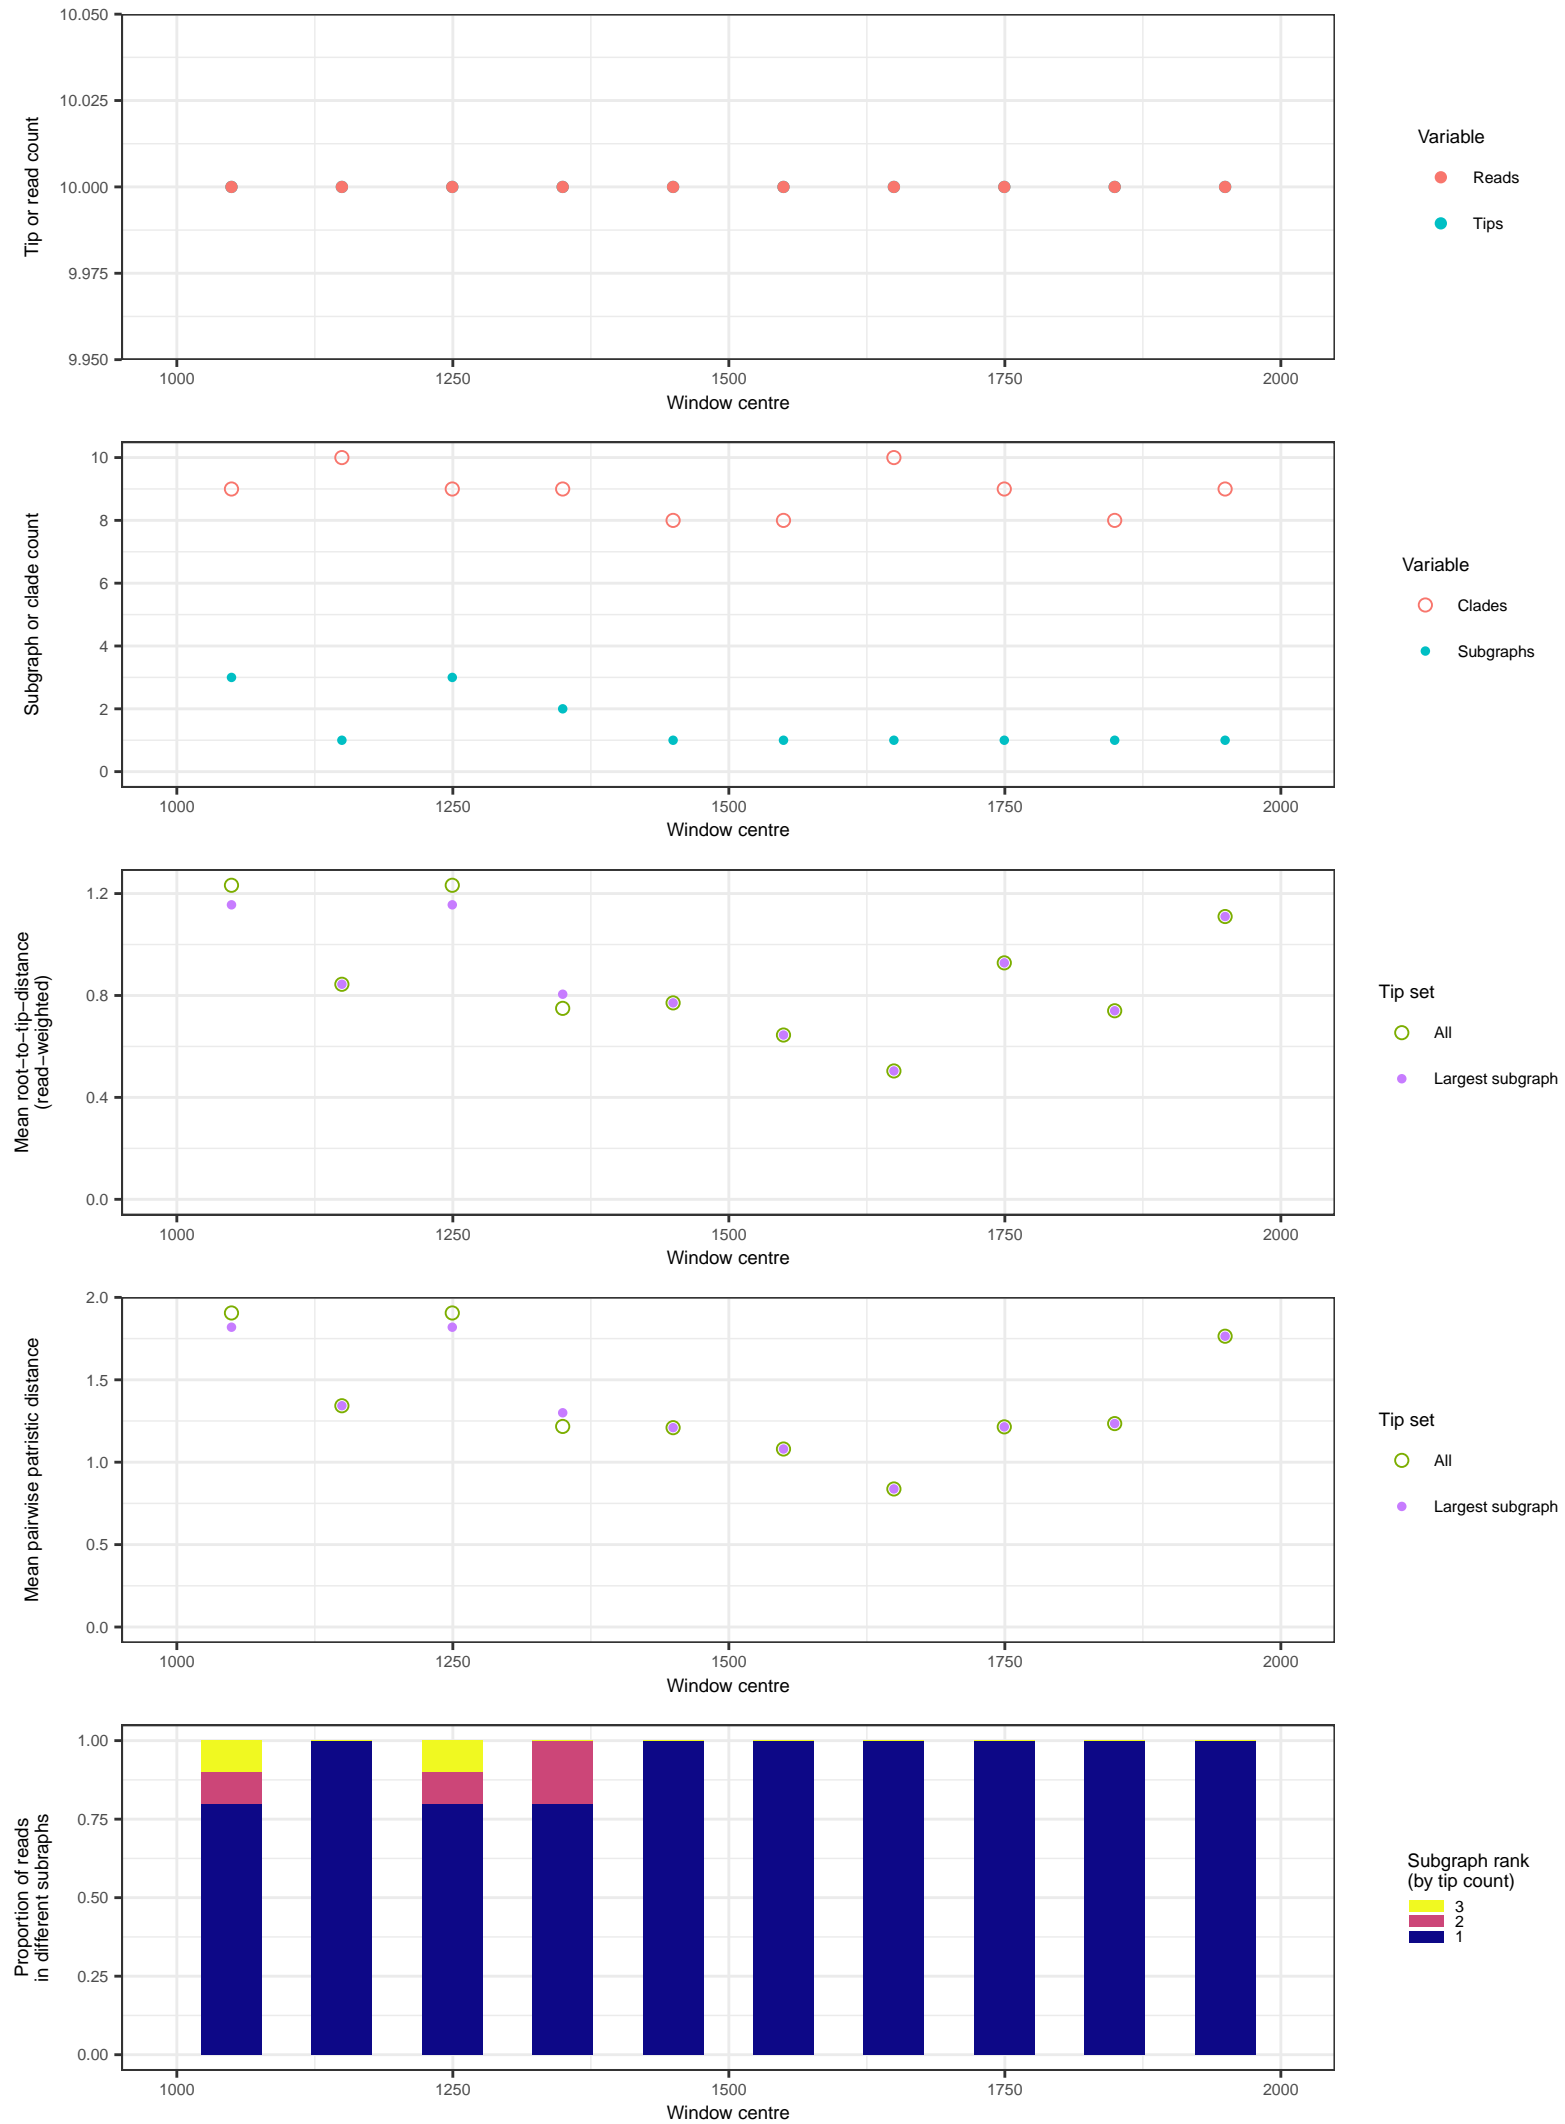 10.050
10.025
10.000
9.975
9.950
Tip or read count
1000 1250 1500 1750 2000
Window centre
Variable
Reads
Tips
10
8
6
4
2
0
Subgraph or clade count
1000 1250 1500 1750 2000
Window centre
Variable
Clades
Subgraphs
1.2
0.8
0.4
0.0
Mean root−to−tip−distance
(read−weighted)
1000 1250 1500 1750 2000
Window centre
Tip set
All
Largest subgraph
2.0
1.5
1.0
0.5
0.0
Mean pairwise patristic distance
1000 1250 1500 1750 2000
Window centre
Tip set
All
Largest subgraph
1.00
0.75
0.50
0.25
0.00
Proportion of reads
in different subraphs
1000 1250 1500 1750 2000
Window centre
Subgraph rank
(by tip count)
3
2
1